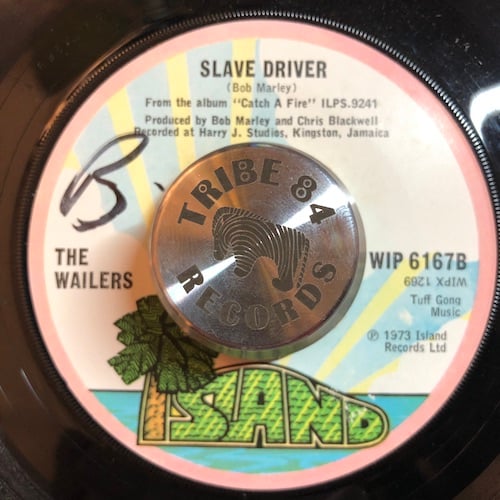 SLAVE DRIVER
(Bob Marley)
From the album "Catch A Fire" ILPS.9241
Produced by Bob Marley and Chris Blackwell
Recorded at Harry J. Studios, Kingston, Jamaica
B.
TRIBE 84
RECORDS
THE
WAILERS
WIP 6167B
WIPX 1269
Tuff Gong
Music
℗ 1973 Island
Records Ltd
ISLAND